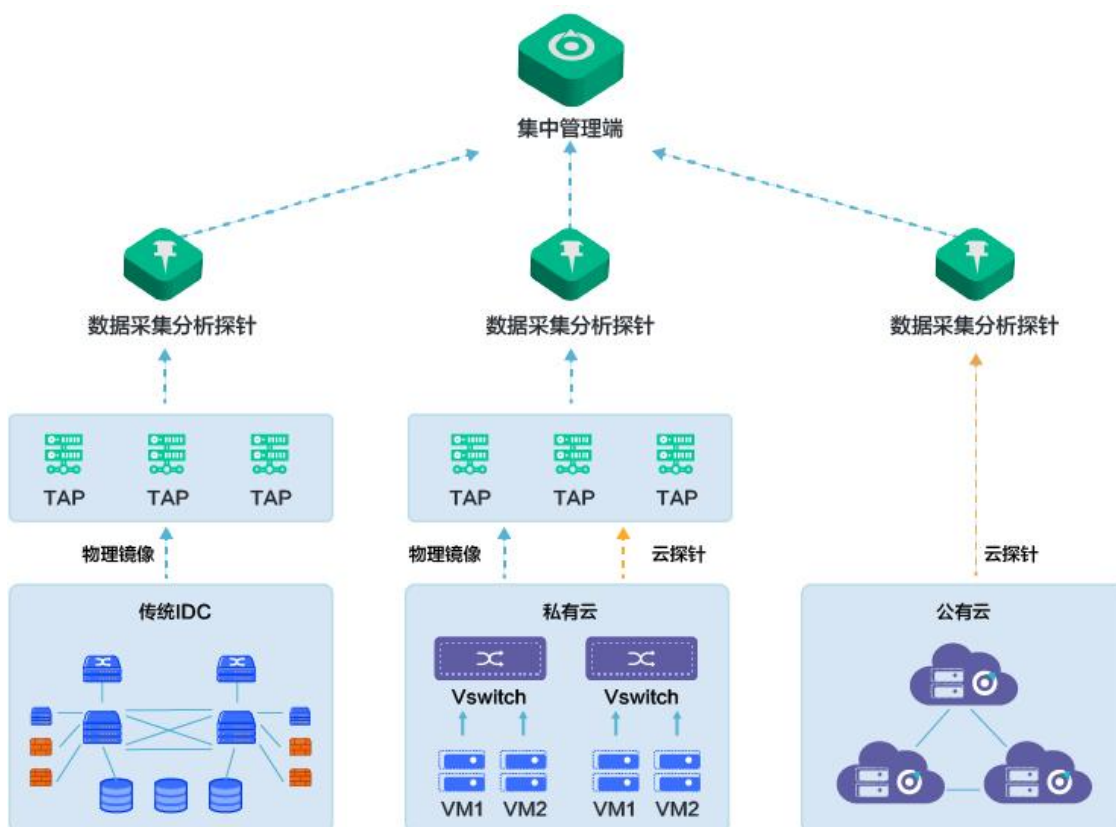 集中管理端
数据采集分析探针
数据采集分析探针
数据采集分析探针
TAP TAP TAP
TAP TAP TAP
物理镜像
物理镜像
云探针
云探针
传统IDC
私有云
公有云
Vswitch
Vswitch
VM1 VM2
VM1 VM2